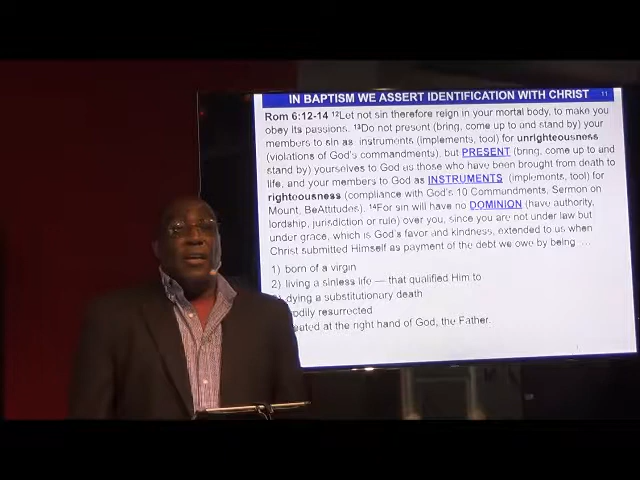 IN BAPTISM WE ASSERT IDENTIFICATION WITH CHRIST 11
Rom 6:12-14 ¹²Let not sin therefore reign in your mortal body, to make you
obey its passions. ¹³Do not present (bring, come up to and stand by) your
members to sin as instruments (implements, tool) for unrighteousness
(violations of God's commandments), but PRESENT (bring, come up to and
stand by) yourselves to God as those who have been brought from death to
life, and your members to God as INSTRUMENTS (implements, tool) for
righteousness (compliance with God's 10 Commandments, Sermon on
Mount, BeAttitudes). ¹⁴For sin will have no DOMINION (have authority,
lordship, jurisdiction or rule) over you, since you are not under law but
under grace, which is God's favor and kindness, extended to us when
Christ submitted Himself as payment of the debt we owe by being ...
1) born of a virgin
2) living a sinless life — that qualified Him to
) dying a substitutionary death
odily resurrected
eated at the right hand of God, the Father.